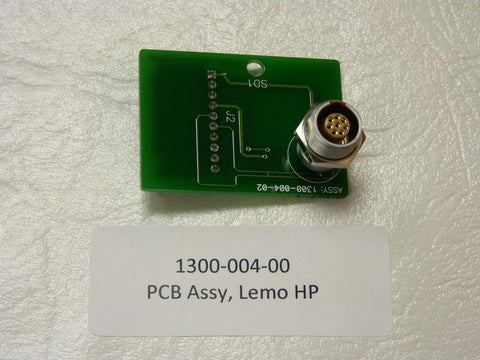 SD1
J2
ASSY: 1300-004-02
1300-004-00
PCB Assy, Lemo HP